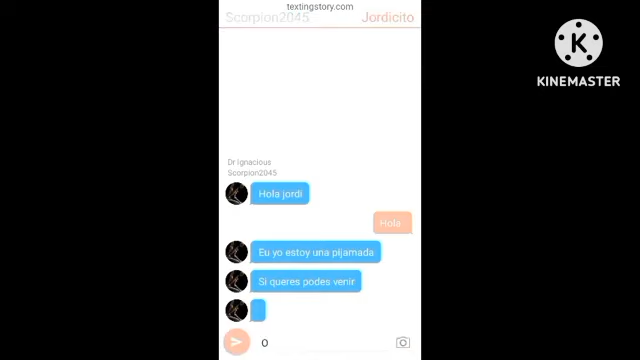 textingstory.com
Scorpion2045
Jordicito
KINEMASTER
Dr Ignacious
Scorpion2045
Hola jordi
Hola
Eu yo estoy una pijamada
Si queres podes venir
O